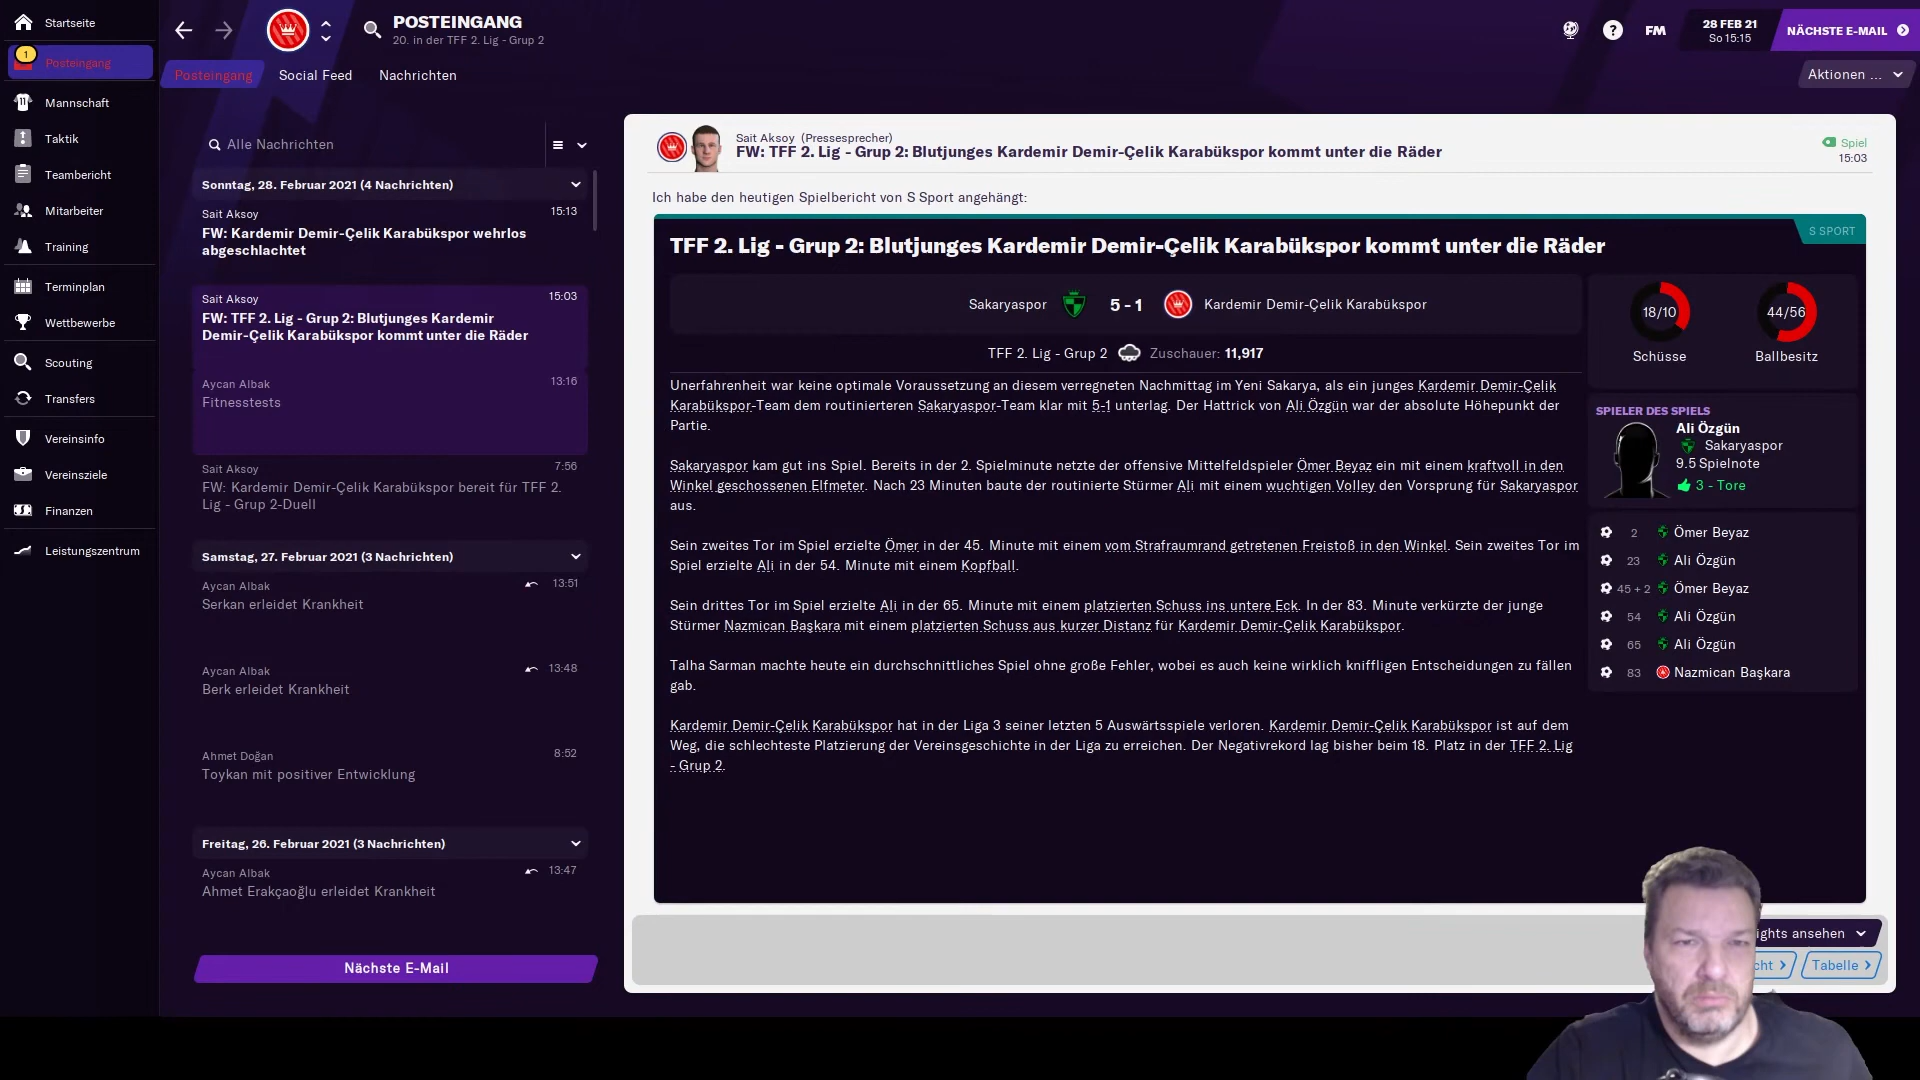 Startseite
1
Posteingang
Mannschaft
Taktik
Teambericht
Mitarbeiter
Training
Terminplan
Wettbewerbe
Scouting
Transfers
Vereinsinfo
Vereinsziele
Finanzen
Leistungszentrum
POSTEINGANG
20. in der TFF 2. Lig - Grup 2
?
FM
28 FEB 21
So 15:15
NÄCHSTE E-MAIL
Posteingang Social Feed Nachrichten
Aktionen ...
Alle Nachrichten
Sonntag, 28. Februar 2021 (4 Nachrichten)
Sait Aksoy 15:13
FW: Kardemir Demir-Çelik Karabükspor wehrlos
abgeschlachtet
Sait Aksoy 15:03
FW: TFF 2. Lig - Grup 2: Blutjunges Kardemir
Demir-Çelik Karabükspor kommt unter die Räder
Aycan Albak 13:16
Fitnesstests
Sait Aksoy 7:56
FW: Kardemir Demir-Çelik Karabükspor bereit für TFF 2.
Lig - Grup 2-Duell
Samstag, 27. Februar 2021 (3 Nachrichten)
Aycan Albak 13:51
Serkan erleidet Krankheit
Aycan Albak 13:48
Berk erleidet Krankheit
Ahmet Doğan 8:52
Toykan mit positiver Entwicklung
Freitag, 26. Februar 2021 (3 Nachrichten)
Aycan Albak 13:47
Ahmet Erakçaoğlu erleidet Krankheit
Nächste E-Mail
Sait Aksoy (Pressesprecher)
FW: TFF 2. Lig - Grup 2: Blutjunges Kardemir Demir-Çelik Karabükspor kommt unter die Räder
Spiel
15:03
Ich habe den heutigen Spielbericht von S Sport angehängt:
S SPORT
TFF 2. Lig - Grup 2: Blutjunges Kardemir Demir-Çelik Karabükspor kommt unter die Räder
Sakaryaspor 5 - 1 Kardemir Demir-Çelik Karabükspor
TFF 2. Lig - Grup 2 Zuschauer: 11,917
Unerfahrenheit war keine optimale Voraussetzung an diesem verregneten Nachmittag im Yeni Sakarya, als ein junges Kardemir Demir-Çelik
Karabükspor-Team dem routinierteren Sakaryaspor-Team klar mit 5-1 unterlag. Der Hattrick von Ali Özgün war der absolute Höhepunkt der
Partie.
Sakaryaspor kam gut ins Spiel. Bereits in der 2. Spielminute netzte der offensive Mittelfeldspieler Ömer Beyaz ein mit einem kraftvoll in den
Winkel geschossenen Elfmeter. Nach 23 Minuten baute der routinierte Stürmer Ali mit einem wuchtigen Volley den Vorsprung für Sakaryaspor
aus.
Sein zweites Tor im Spiel erzielte Ömer in der 45. Minute mit einem vom Strafraumrand getretenen Freistoß in den Winkel. Sein zweites Tor im
Spiel erzielte Ali in der 54. Minute mit einem Kopfball.
Sein drittes Tor im Spiel erzielte Ali in der 65. Minute mit einem platzierten Schuss ins untere Eck. In der 83. Minute verkürzte der junge
Stürmer Nazmican Başkara mit einem platzierten Schuss aus kurzer Distanz für Kardemir Demir-Çelik Karabükspor.
Talha Sarman machte heute ein durchschnittliches Spiel ohne große Fehler, wobei es auch keine wirklich kniffligen Entscheidungen zu fällen
gab.
Kardemir Demir-Çelik Karabükspor hat in der Liga 3 seiner letzten 5 Auswärtsspiele verloren. Kardemir Demir-Çelik Karabükspor ist auf dem
Weg, die schlechteste Platzierung der Vereinsgeschichte in der Liga zu erreichen. Der Negativrekord lag bisher beim 18. Platz in der TFF 2. Lig
- Grup 2.
18/10 44/56
Schüsse Ballbesitz
SPIELER DES SPIELS
Ali Özgün
Sakaryaspor
9.5 Spielnote
3 - Tore
2 Ömer Beyaz
23 Ali Özgün
45 + 2 Ömer Beyaz
54 Ali Özgün
65 Ali Özgün
83 Nazmican Başkara
ights ansehen
cht Tabelle